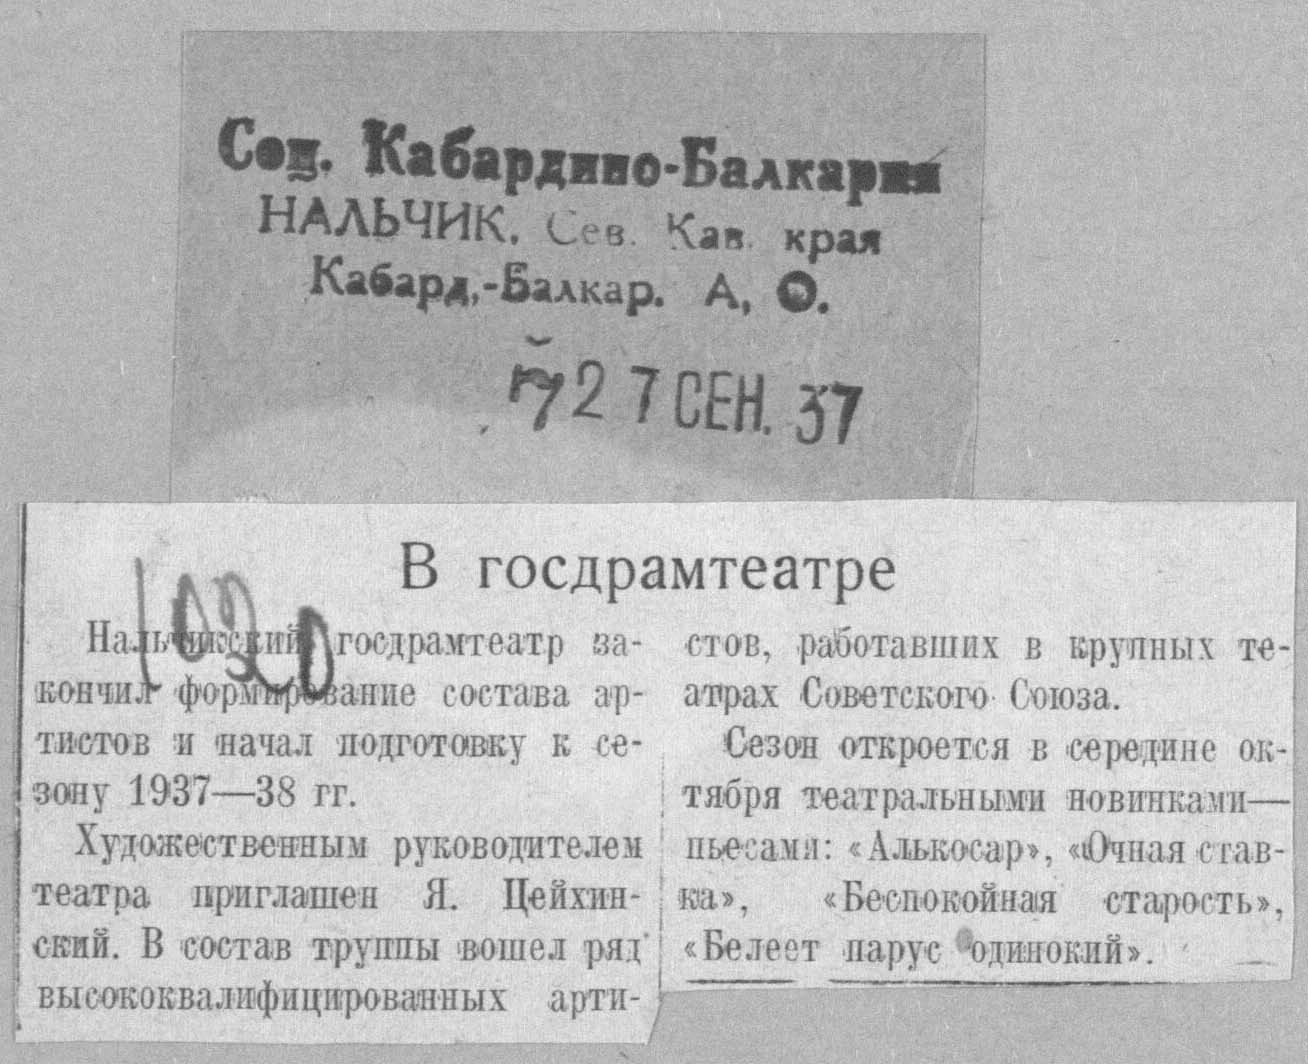 Соц. Кабардино-Балкария
НАЛЬЧИК, Сев. Кав. края
Кабард,-Балкар. А, О.
27 СЕН. 37
1020
В госдрамтеатре
Нальчикский госдрамтеатр за-
кончил формирование состава ар-
тистов и начал подготовку к се-
зону 1937—38 гг.
Художественным руководителем
театра приглашен Я. Цейхин-
ский. В состав труппы вошел ряд
высококвалифицированных арти-
стов, работавших в крупных те-
атрах Советского Союза.
Сезон откроется в середине ок-
тября театральными новинками—
пьесами: «Алькосар», «Очная став-
ка», «Беспокойная старость»,
«Белеет парус одинокий».